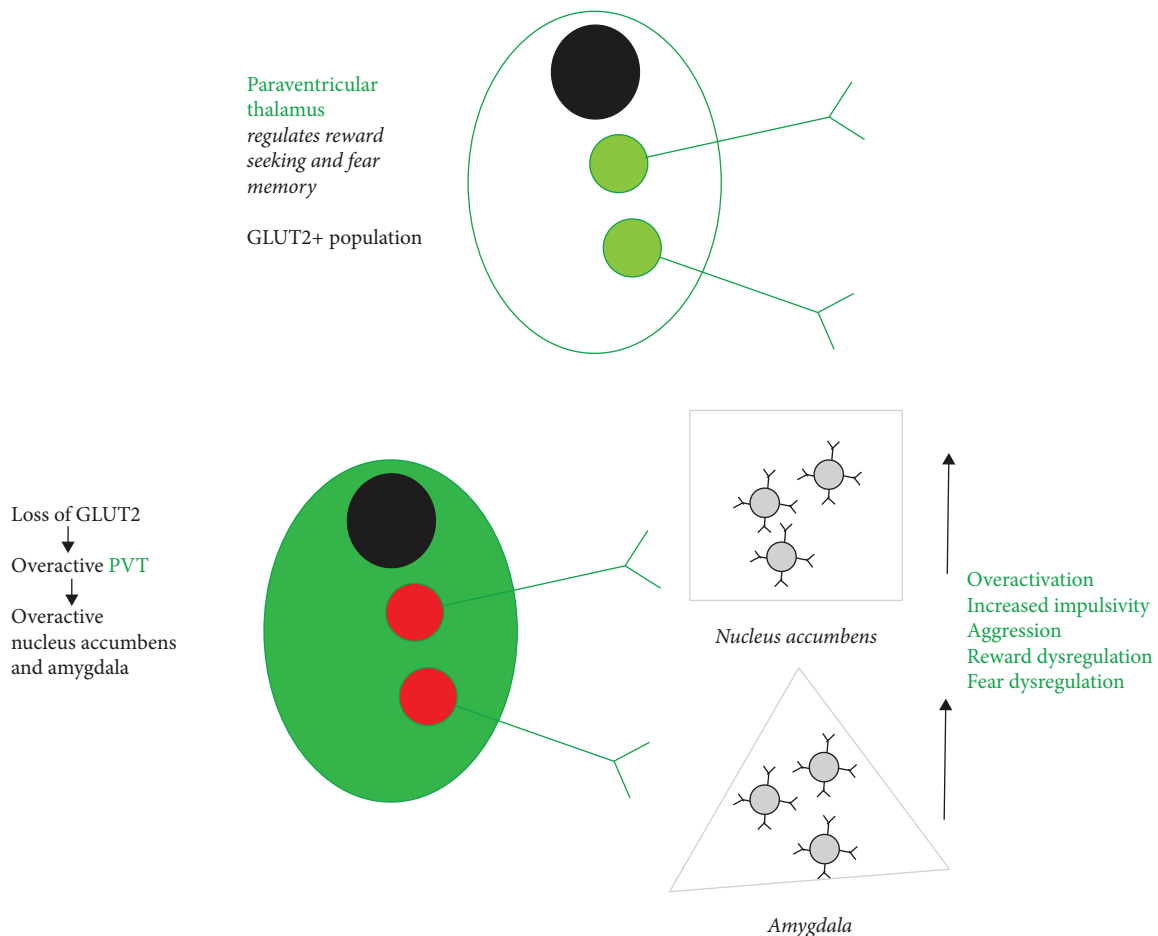 Paraventricular
thalamus
regulates reward
seeking and fear
memory
GLUT2+ population
Loss of GLUT2
Overactive PVT
Overactive
nucleus accumbens
and amygdala
Nucleus accumbens
Overactivation
Increased impulsivity
Aggression
Reward dysregulation
Fear dysregulation
Amygdala